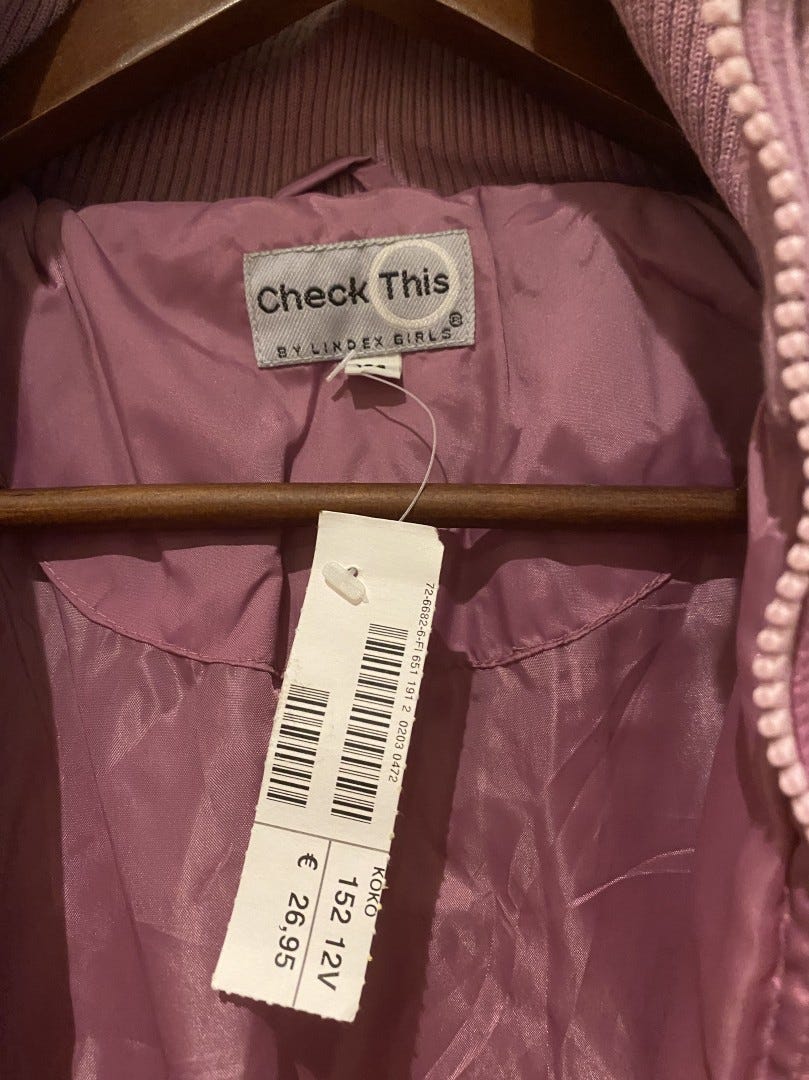 Check This
BY LINDEX GIRLS®
72-6682-6-FI 651 191 2 0203 0472
KOKO
152 12V
€ 26,95